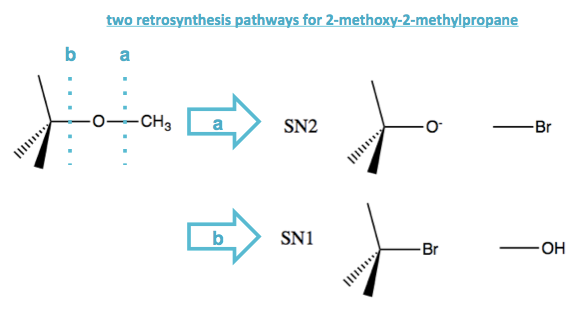 two retrosynthesis pathways for 2-methoxy-2-methylpropane
b a
O CH₃
a SN2 O⁻ Br
b SN1 Br OH